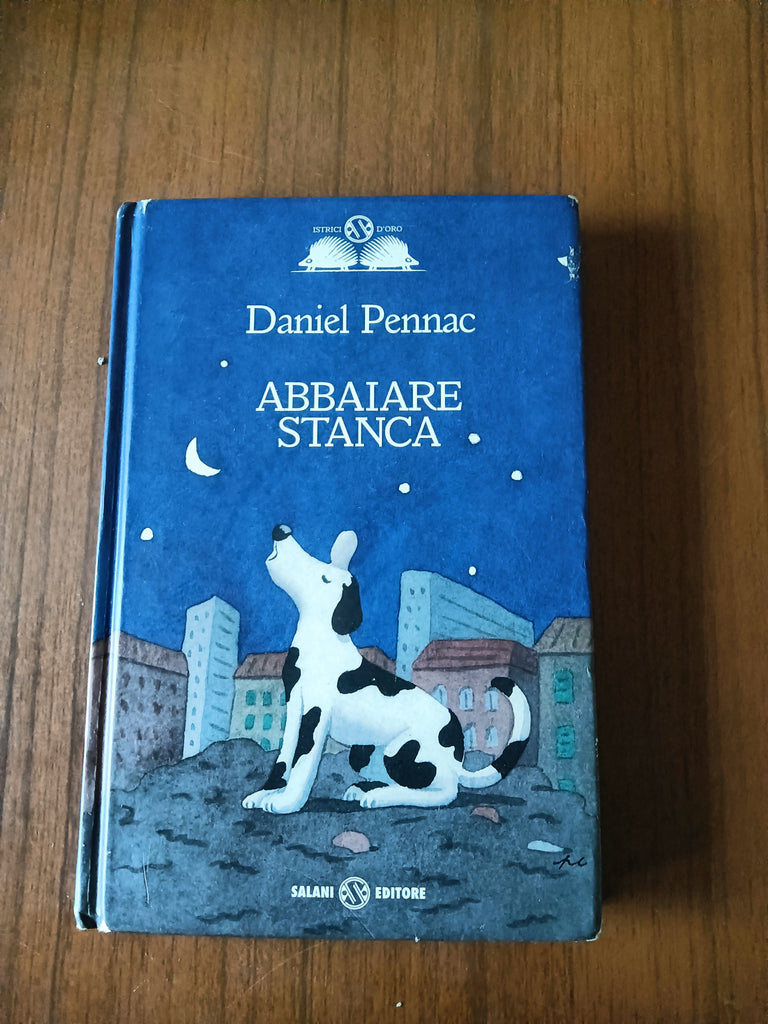 ISTRICI D'ORO
Daniel Pennac
ABBAIARE
STANCA
SALANI EDITORE